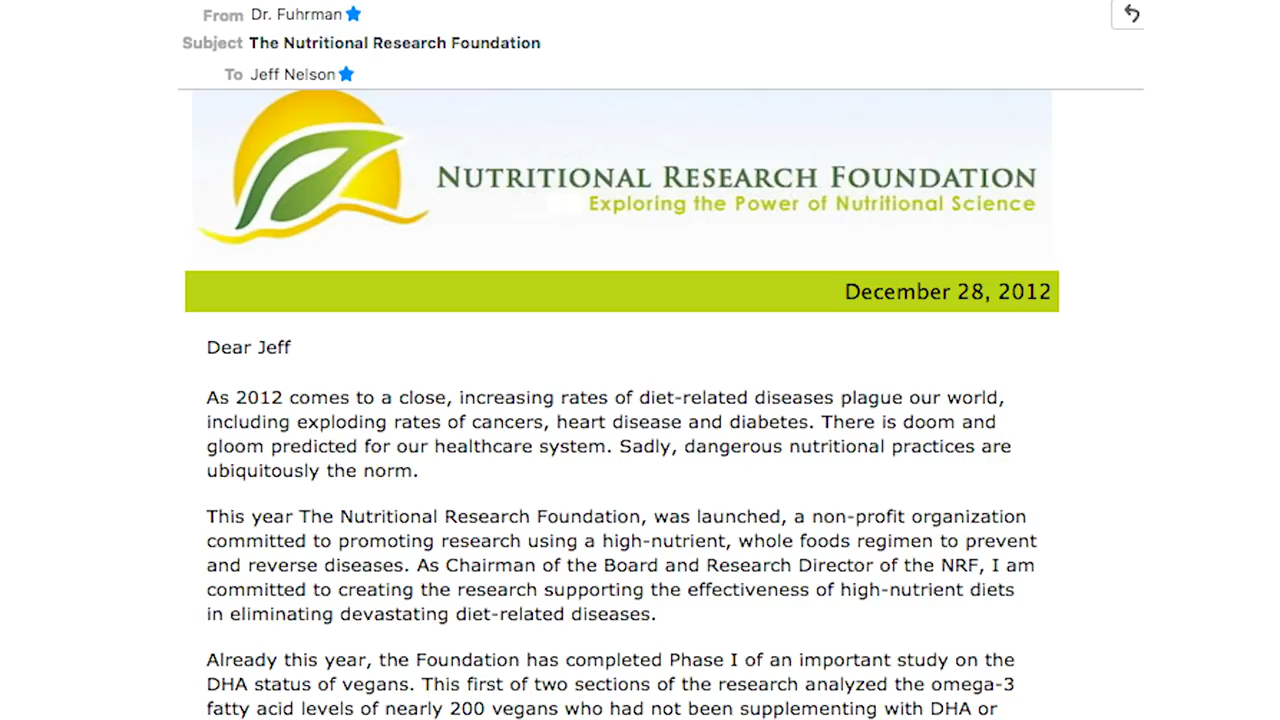 From Dr. Fuhrman
Subject The Nutritional Research Foundation
To Jeff Nelson
NUTRITIONAL RESEARCH FOUNDATION
Exploring the Power of Nutritional Science
December 28, 2012
Dear Jeff
As 2012 comes to a close, increasing rates of diet-related diseases plague our world,
including exploding rates of cancers, heart disease and diabetes. There is doom and
gloom predicted for our healthcare system. Sadly, dangerous nutritional practices are
ubiquitously the norm.
This year The Nutritional Research Foundation, was launched, a non-profit organization
committed to promoting research using a high-nutrient, whole foods regimen to prevent
and reverse diseases. As Chairman of the Board and Research Director of the NRF, I am
committed to creating the research supporting the effectiveness of high-nutrient diets
in eliminating devastating diet-related diseases.
Already this year, the Foundation has completed Phase I of an important study on the
DHA status of vegans. This first of two sections of the research analyzed the omega-3
fatty acid levels of nearly 200 vegans who had not been supplementing with DHA or